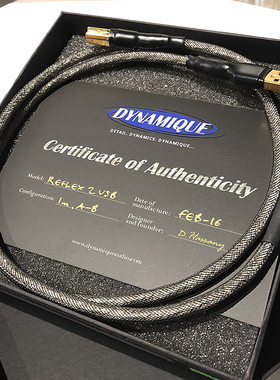 DYNAMIQUE
DETAIL. DYNAMICS. DYNAMIQUE...
Certificate of Authenticity
Model: REFLEX 2 USB
Date of manufacture: FEB-16
Configuration: 1m, A-B
Designer and founder: D. Hassany
www.dynamiqueaudio.com